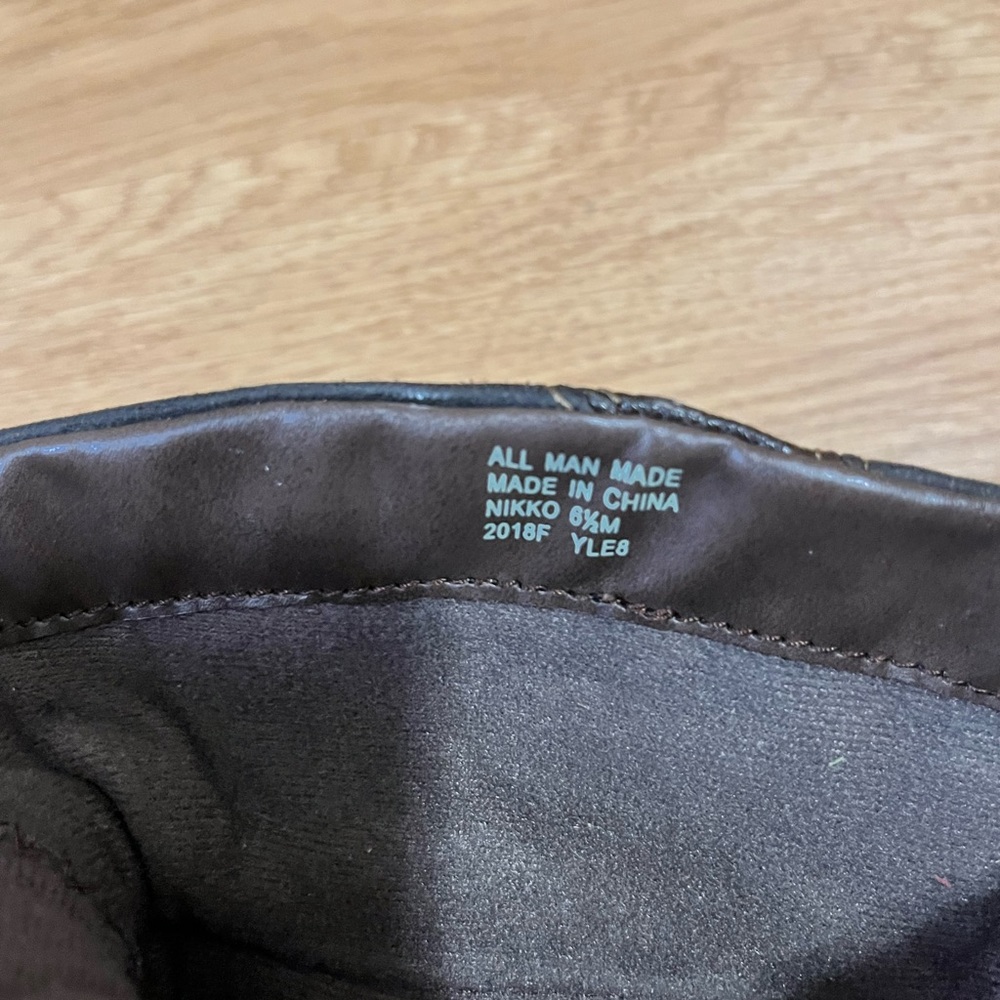 ALL MAN MADE
MADE IN CHINA
NIKKO 6½M
2018F YLE8